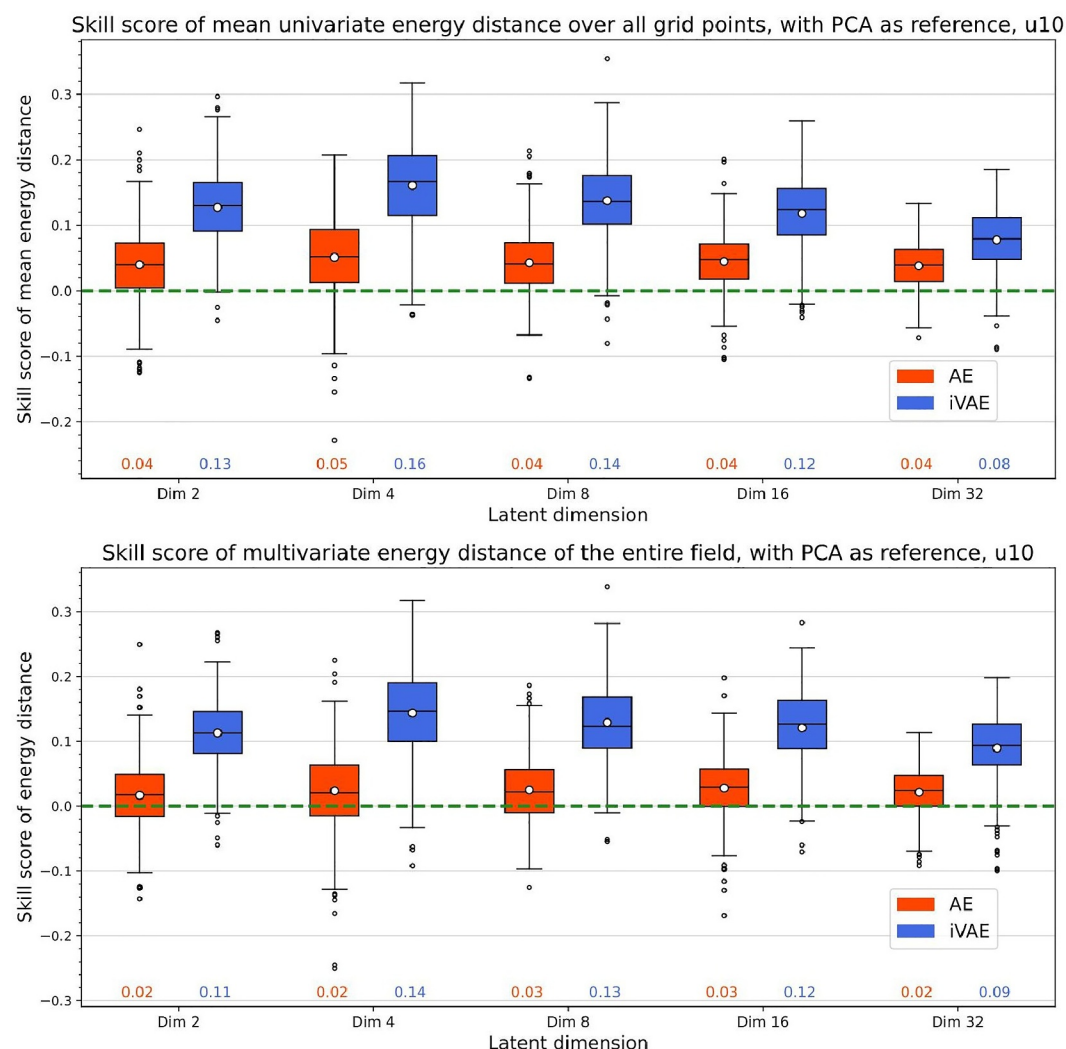 Skill score of mean univariate energy distance over all grid points, with PCA as reference, u10
Skill score of mean energy distance
0.3
0.2
0.1
0.0
−0.1
−0.2
AE
iVAE
0.04 0.13 0.05 0.16 0.04 0.14 0.04 0.12 0.04 0.08
Dim 2 Dim 4 Dim 8 Dim 16 Dim 32
Latent dimension
Skill score of multivariate energy distance of the entire field, with PCA as reference, u10
Skill score of energy distance
0.3
0.2
0.1
0.0
−0.1
−0.2
−0.3
AE
iVAE
0.02 0.11 0.02 0.14 0.03 0.13 0.03 0.12 0.02 0.09
Dim 2 Dim 4 Dim 8 Dim 16 Dim 32
Latent dimension